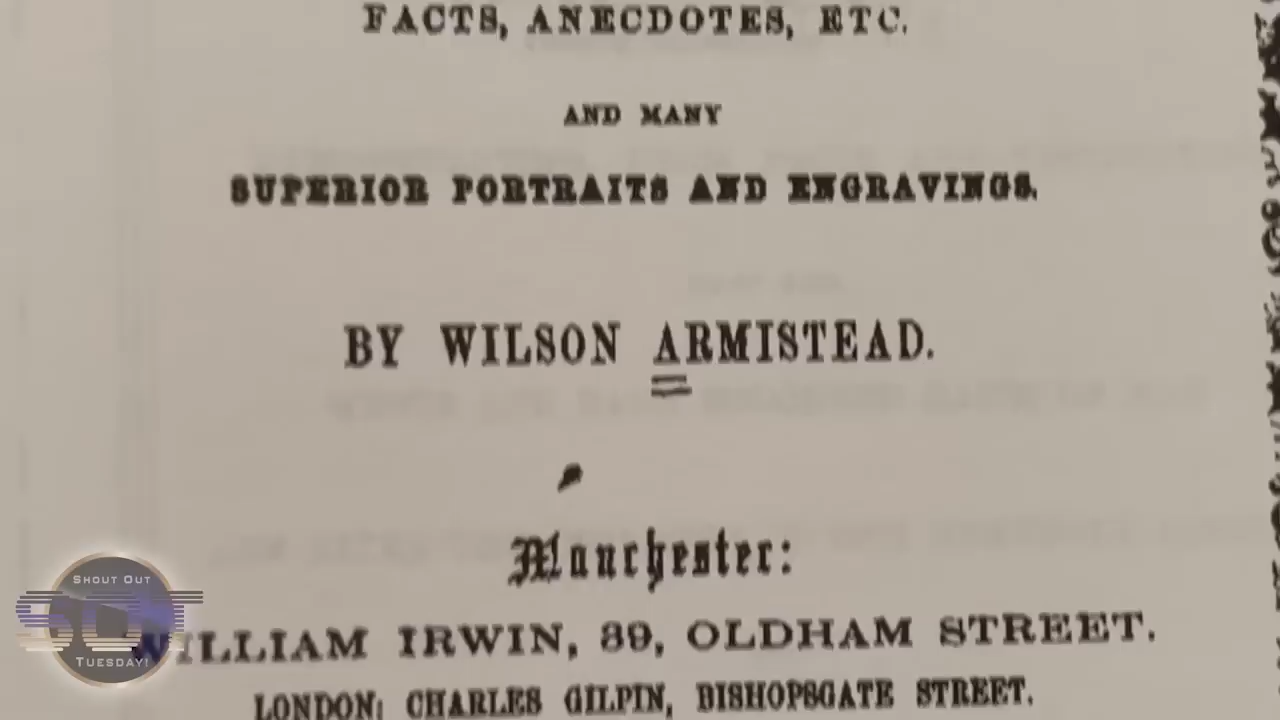 FACTS, ANECDOTES, ETC.
AND MANY
SUPERIOR PORTRAITS AND ENGRAVINGS.
BY WILSON ARMISTEAD.
Manchester:
WILLIAM IRWIN, 39, OLDHAM STREET.
LONDON: CHARLES GILPIN, BISHOPSGATE STREET.
SHOUT OUT
SOT
TUESDAY!